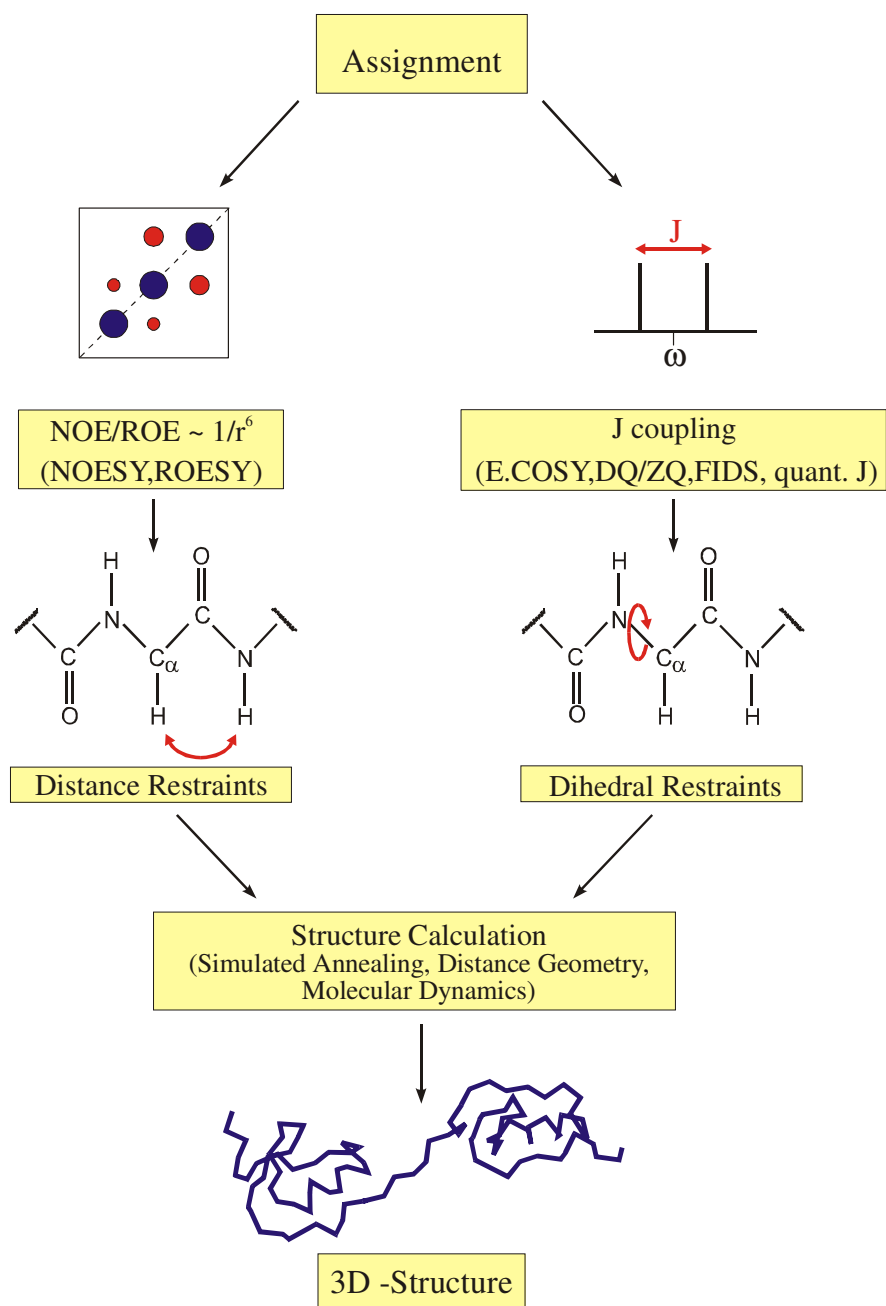 Assignment
J
ω
NOE/ROE ~ 1/r⁶
(NOESY,ROESY)
J coupling
(E.COSY,DQ/ZQ,FIDS, quant. J)
H
O
N
C
C
Cα
N
O
H
H
Distance Restraints
H
O
N
C
C
Cα
N
O
H
H
Dihedral Restraints
Structure Calculation
(Simulated Annealing, Distance Geometry,
Molecular Dynamics)
3D -Structure